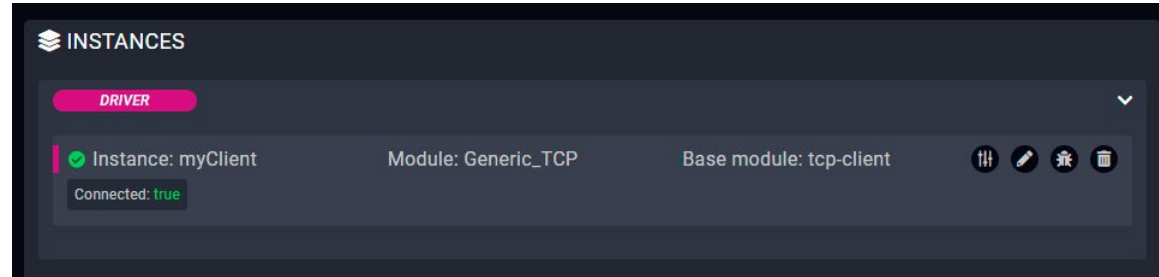 INSTANCES
DRIVER
Instance: myClient Module: Generic_TCP Base module: tcp-client
Connected: true